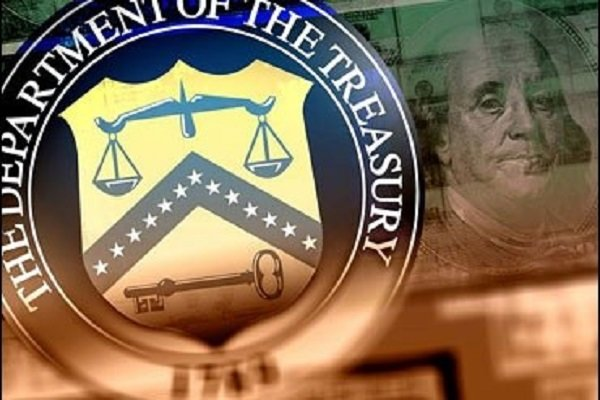 THE DEPARTMENT OF THE TREASURY